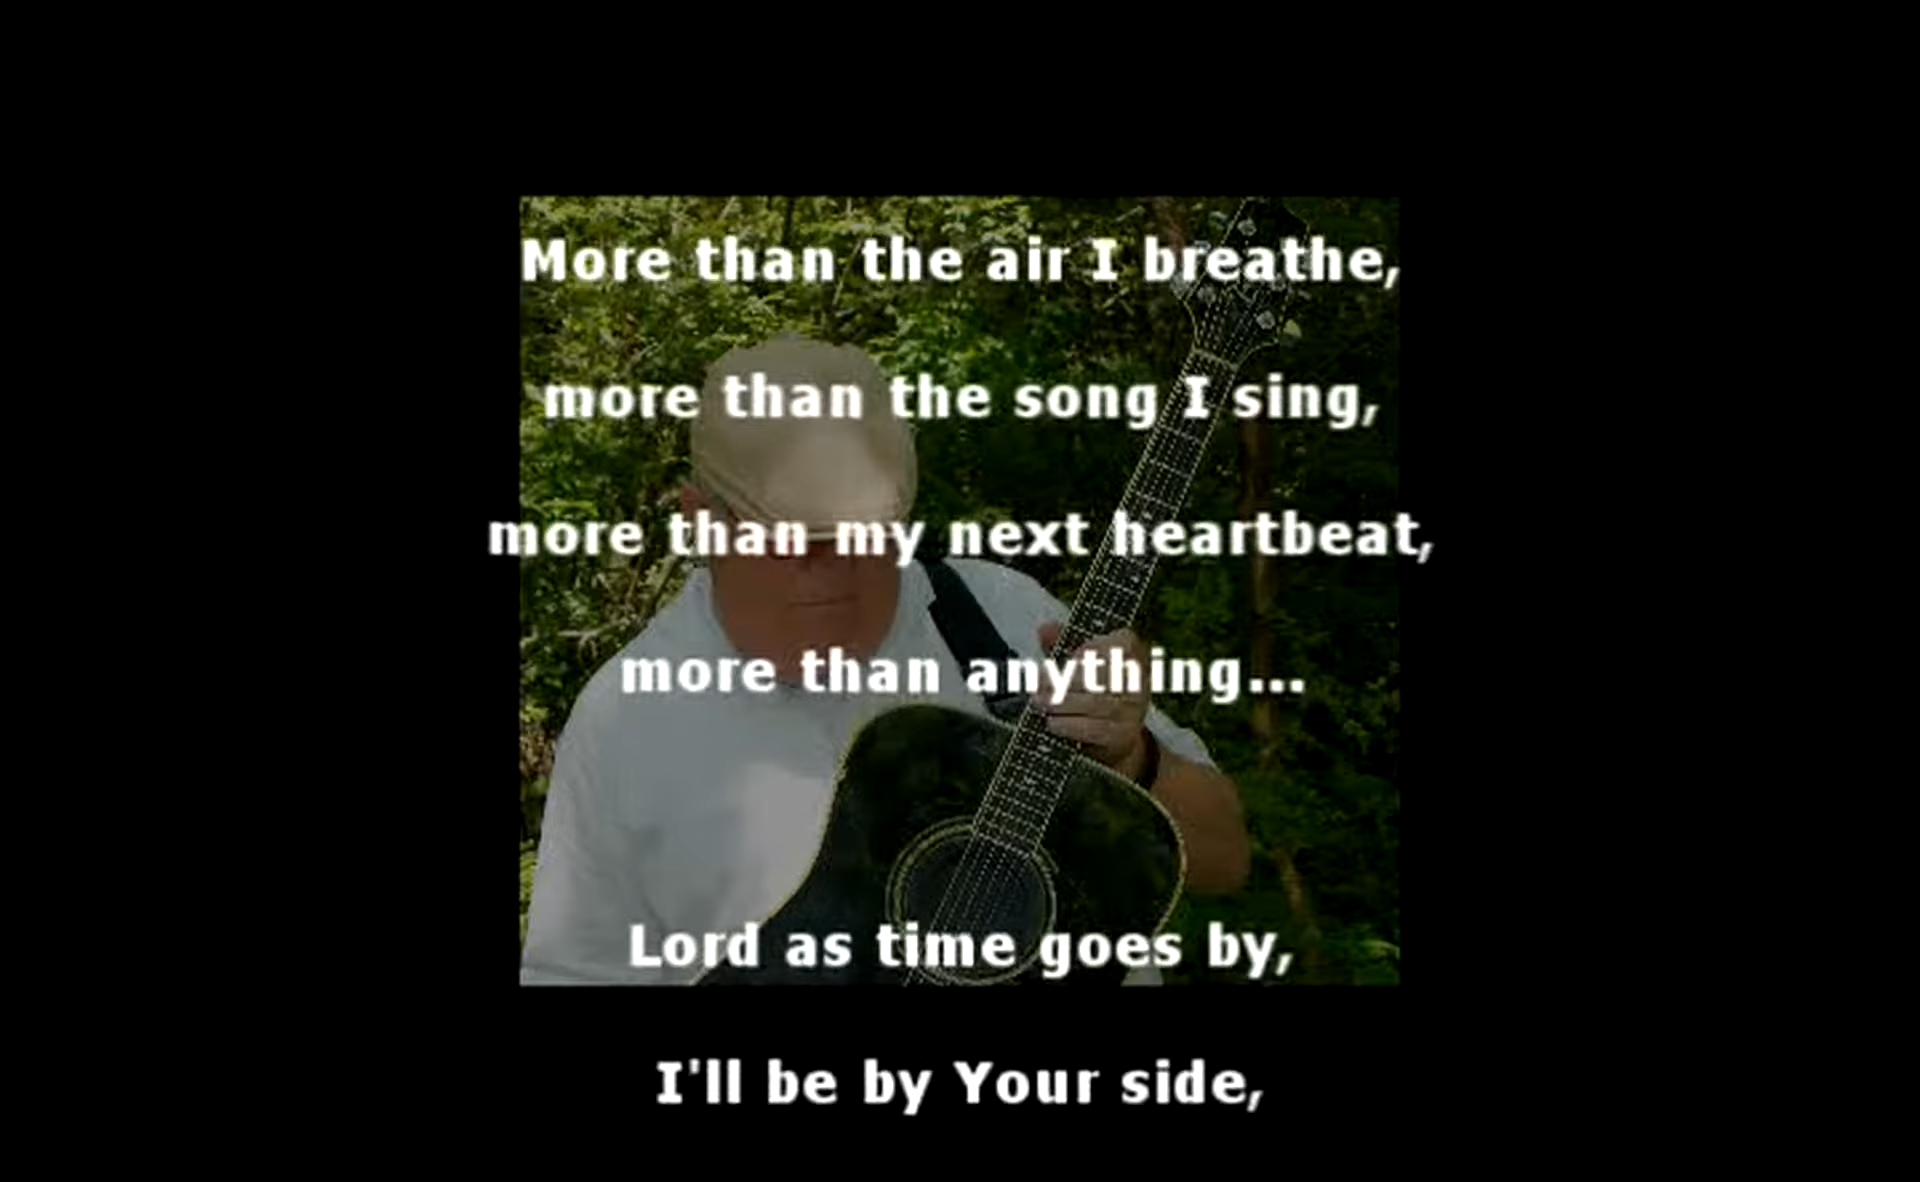 More than the air I breathe,
more than the song I sing,
more than my next heartbeat,
more than anything...
Lord as time goes by,
I'll be by Your side,